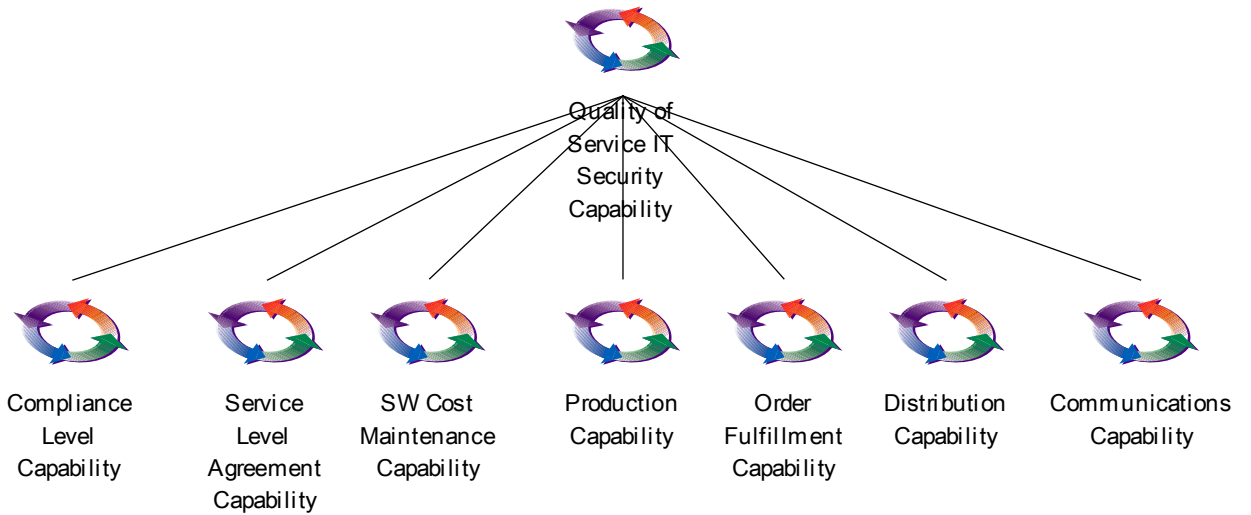 Quality of
Service IT
Security
Capability
Compliance
Level
Capability
Service
Level
Agreement
Capability
SW Cost
Maintenance
Capability
Production
Capability
Order
Fulfillment
Capability
Distribution
Capability
Communications
Capability